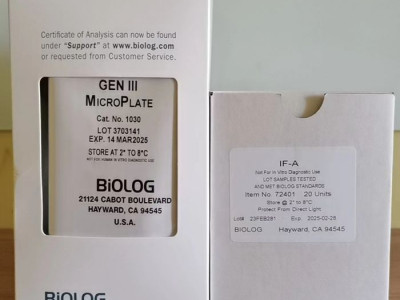 Certificate of Analysis can now be found
under "Support" at www.biolog.com
or requested from Customer Service.
GEN III
MICROPLATE
Cat. No. 1030
LOT 3703141
EXP. 14 MAR2025
STORE AT 2° TO 8°C
BiOLOG
21124 CABOT BOULEVARD
HAYWARD, CA 94545
U.S.A.
BiOLOG
IF-A
Not For In Vitro Diagnostic Use
LOT SAMPLES TESTED
AND MET BIOLOG STANDARDS
Item No. 72401 20 Units
Store @ 2° to 8°C
Protect From Direct Light
Lot# 23FEB281 Exp. 2025-02-28
BIOLOG Hayward, CA 94545